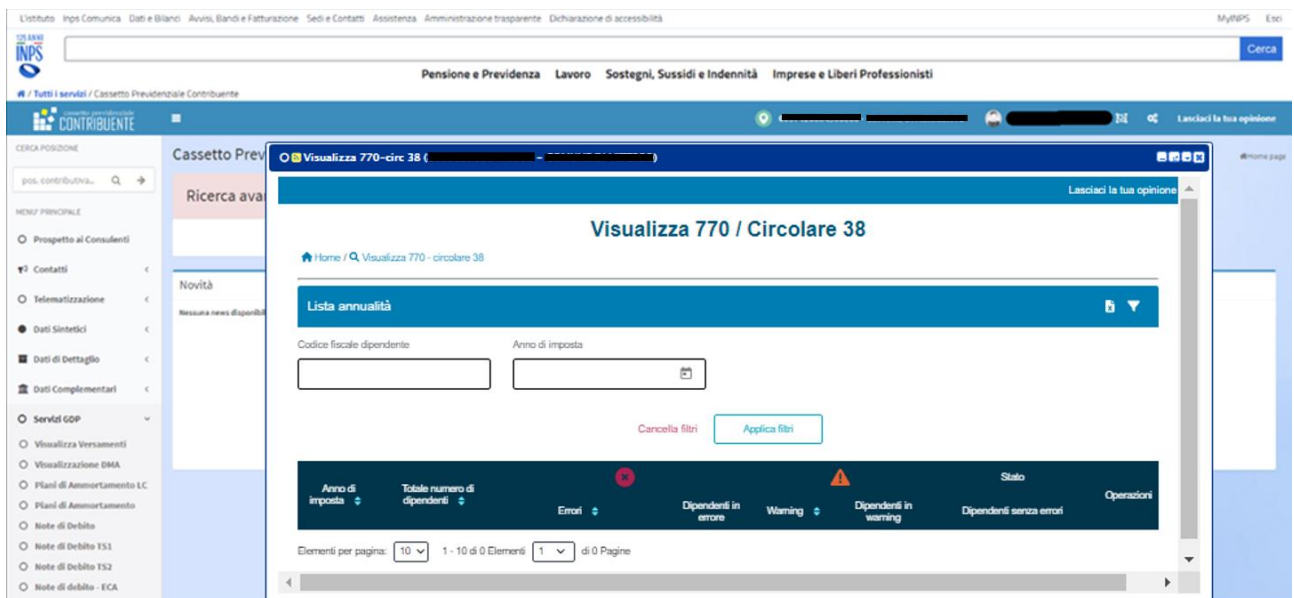 L'istituto Inps Comunica Dati e Bilanci Avvisi, Bandi e Fatturazione Sedi e Contatti Assistenza Amministrazione trasparente Dichiarazione di accessibilità MyINPS Esci
125 ANNI
INPS
Cerca
Pensione e Previdenza Lavoro Sostegni, Sussidi e Indennità Imprese e Liberi Professionisti
/ Tutti i servizi / Cassetto Previdenziale Contribuente
cassetto previdenziale
CONTRIBUENTE
Lasciaci la tua opinione
CERCA POSIZIONE
Cassetto Prev
Home page
pos. contributiva..
Ricerca avan
MENU' PRINCIPALE
Prospetto ai Consulenti
Contatti
Novità
Telematizzazione
Nessuna news disponibil
Dati Sintetici
Dati di Dettaglio
Dati Complementari
Servizi GDP
Visualizza Versamenti
Visualizzazione DMA
Piani di Ammortamento LC
Piani di Ammortamento
Note di Debito
Note di Debito TS1
Note di Debito TS2
Note di debito - ECA
Visualizza 770-circ 38 ( - )
Lasciaci la tua opinione
Visualizza 770 / Circolare 38
Home / Visualizza 770 - circolare 38
Lista annualità
Codice fiscale dipendente Anno di imposta
Cancella filtri Applica filtri
Stato
Anno di imposta Totale numero di dipendenti Errori Dipendenti in errore Warning Dipendenti in warning Dipendenti senza errori Operazioni
Elementi per pagina: 10 1 - 10 di 0 Elementi 1 di 0 Pagine